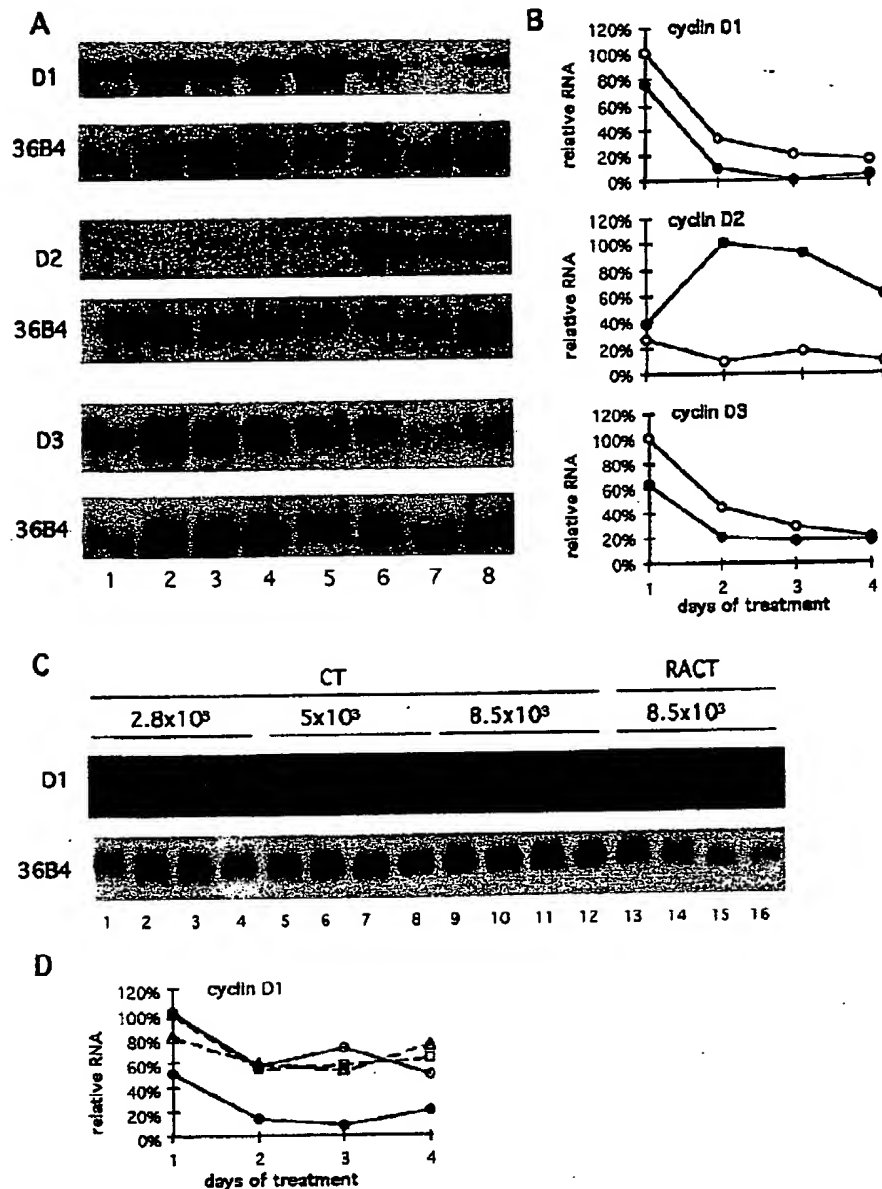 A
D1
36B4
D2
36B4
D3
36B4
1 2 3 4 5 6 7 8
B
cyclin D1
relative RNA
120%
100%
80%
60%
40%
20%
0%
cyclin D2
relative RNA
120%
100%
80%
60%
40%
20%
0%
cyclin D3
relative RNA
120%
100%
80%
60%
40%
20%
0%
1 2 3 4
days of treatment
C
CT RACT
2.8x10³ 5x10³ 8.5x10³ 8.5x10³
D1
36B4
1 2 3 4 5 6 7 8 9 10 11 12 13 14 15 16
D
cyclin D1
relative RNA
120%
100%
80%
60%
40%
20%
0%
1 2 3 4
days of treatment